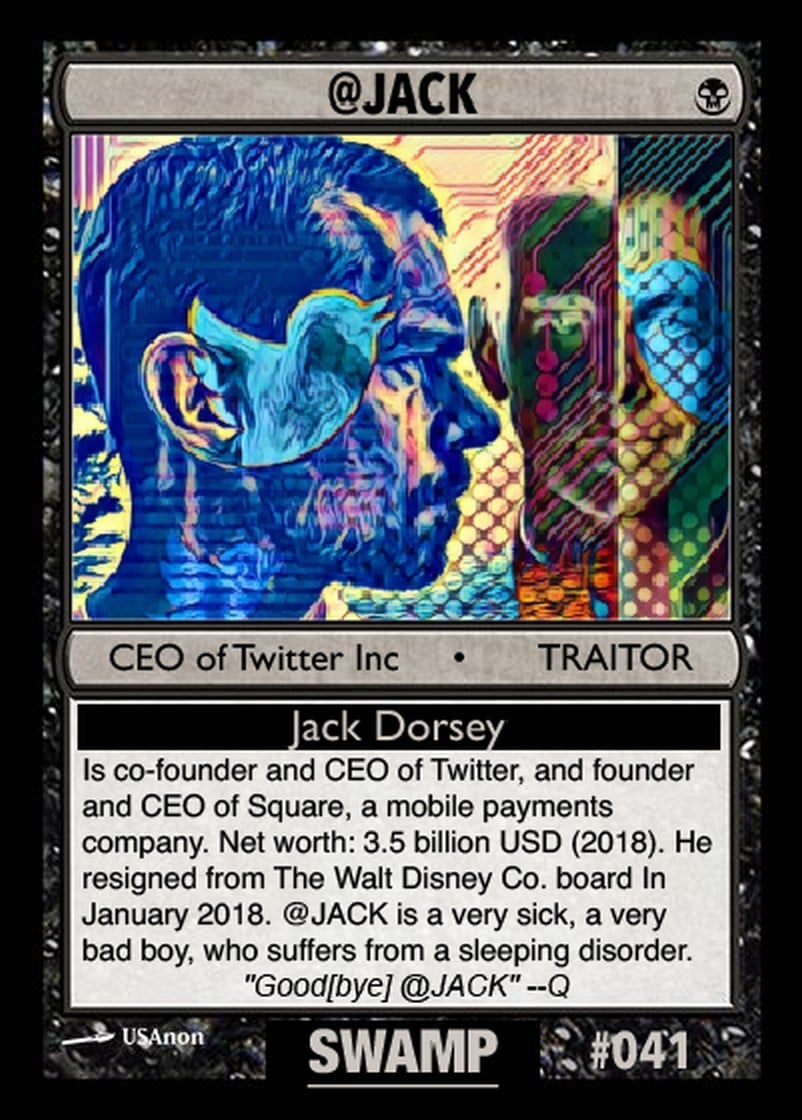 @JACK
CEO of Twitter Inc • TRAITOR
Jack Dorsey
Is co-founder and CEO of Twitter, and founder
and CEO of Square, a mobile payments
company. Net worth: 3.5 billion USD (2018). He
resigned from The Walt Disney Co. board In
January 2018. @JACK is a very sick, a very
bad boy, who suffers from a sleeping disorder.
"Good[bye] @JACK" --Q
USAnon
SWAMP
#041